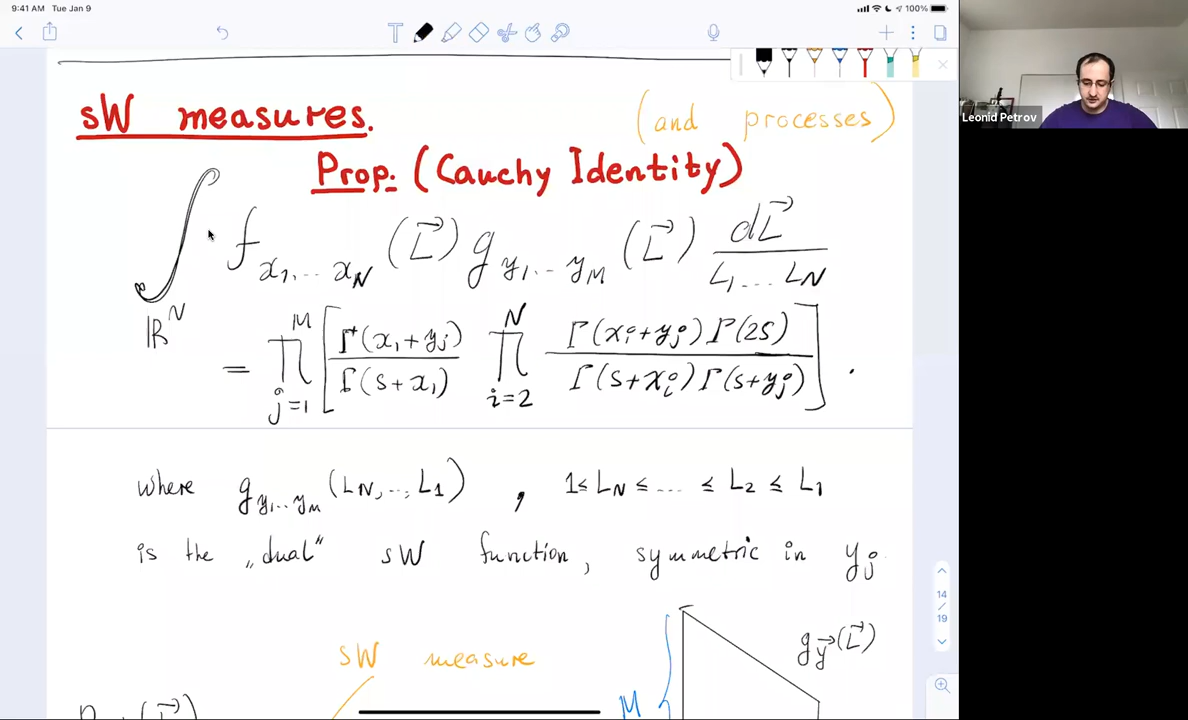 9:41 AM Tue Jan 9
100%
sW measures.
(and processes)
Prop. (Cauchy Identity)
∫_{ℝ^N} f_{x_1,...x_N}(L⃗) g_{y_1...y_M}(L⃗) dL⃗ / (L_1...L_N)
= ∏_{j=1}^{M} [ Γ(x_1+y_j) / Γ(s+x_1) ∏_{i=2}^{N} Γ(x_i+y_j)Γ(2s) / (Γ(s+x_i)Γ(s+y_j)) ] .
where g_{y_1...y_M}(L_N,..,L_1) , 1≤L_N≤....≤L_2≤L_1
is the „dual" sW function, symmetric in y_j.
sW measure
g_{y⃗}(L⃗)
M
Leonid Petrov
14
/
19